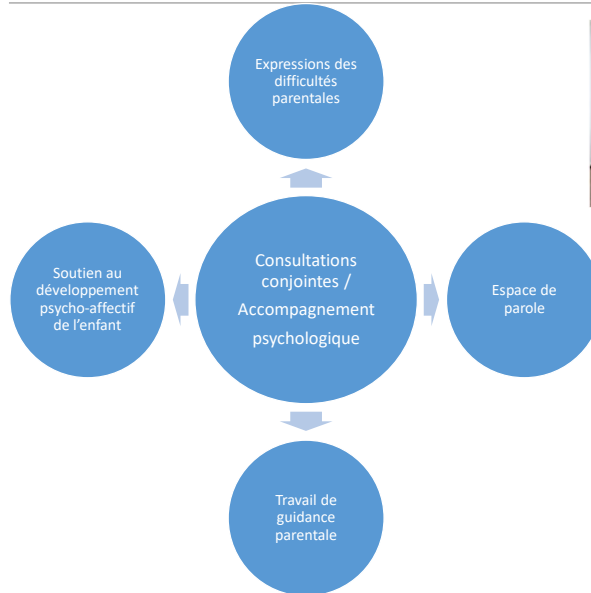 Expressions des
difficultés
parentales
Soutien au
développement
psycho-affectif
de l’enfant
Consultations
conjointes /
Accompagnement
psychologique
Espace de
parole
Travail de
guidance
parentale